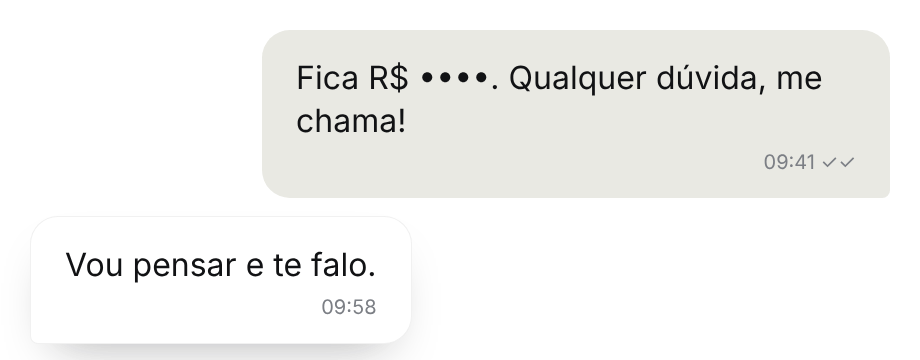 Fica R$ ••••. Qualquer dúvida, me
chama!
09:41 ✓✓
Vou pensar e te falo.
09:58